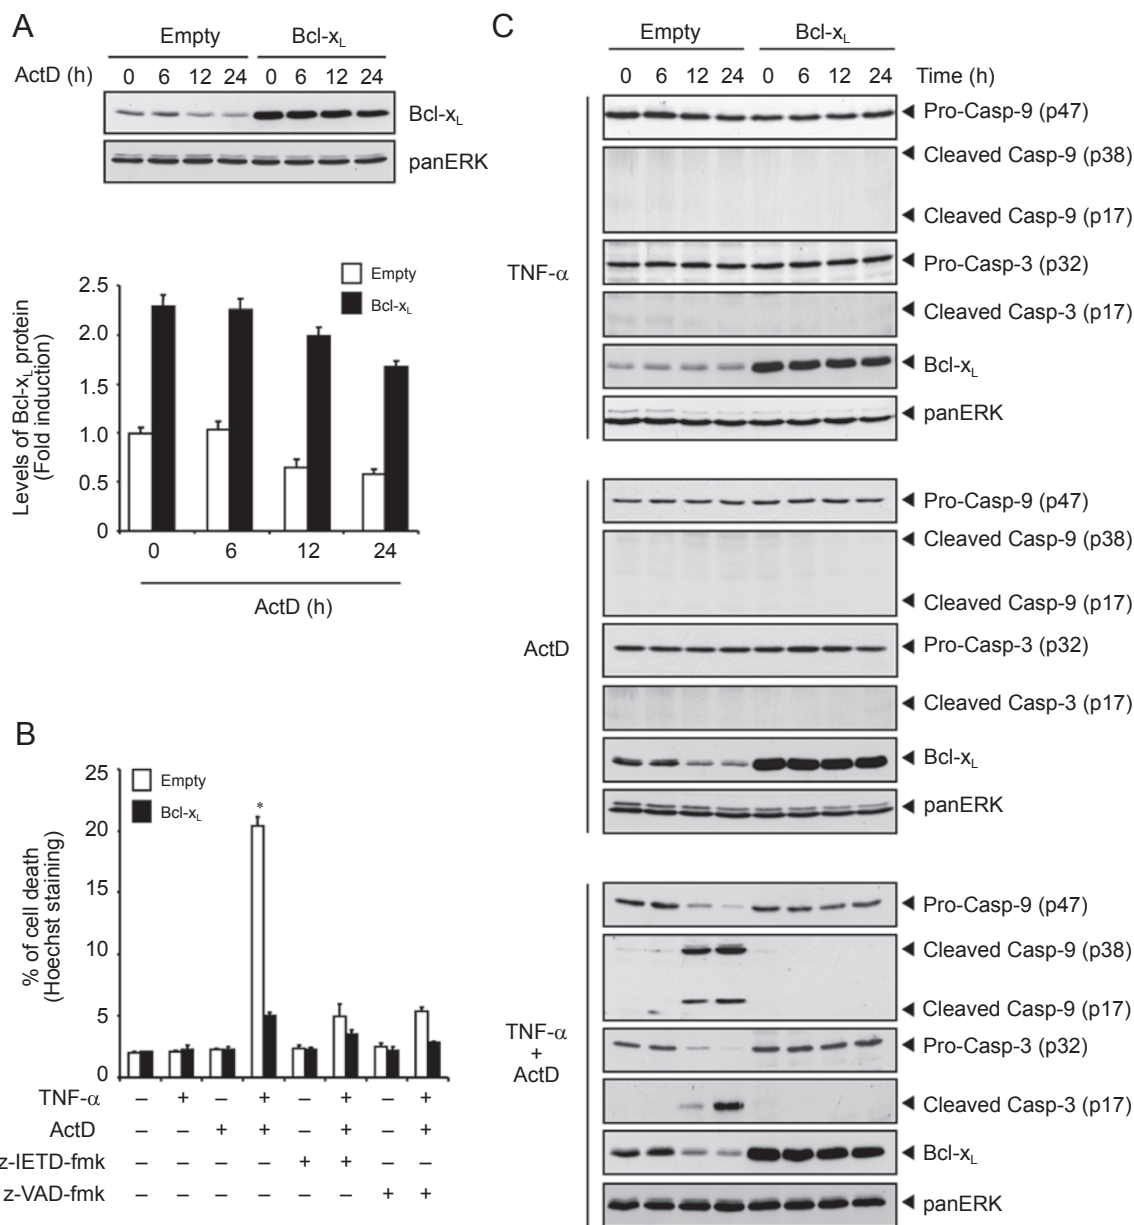 A
Empty Bcl-xL
ActD (h) 0 6 12 24 0 6 12 24
Bcl-xL
panERK
Levels of Bcl-xL protein
(Fold induction)
2.5
2.0
1.5
1.0
0.5
0
Empty
Bcl-xL
0 6 12 24
ActD (h)
B
% of cell death
(Hoechst staining)
25
20
15
10
5
0
Empty
Bcl-xL
*
TNF-α – + – + – + – +
ActD – – + + – + – +
z-IETD-fmk – – – – + + – –
z-VAD-fmk – – – – – – + +
C
Empty Bcl-xL
0 6 12 24 0 6 12 24 Time (h)
TNF-α
Pro-Casp-9 (p47)
Cleaved Casp-9 (p38)
Cleaved Casp-9 (p17)
Pro-Casp-3 (p32)
Cleaved Casp-3 (p17)
Bcl-xL
panERK
ActD
Pro-Casp-9 (p47)
Cleaved Casp-9 (p38)
Cleaved Casp-9 (p17)
Pro-Casp-3 (p32)
Cleaved Casp-3 (p17)
Bcl-xL
panERK
TNF-α
+
ActD
Pro-Casp-9 (p47)
Cleaved Casp-9 (p38)
Cleaved Casp-9 (p17)
Pro-Casp-3 (p32)
Cleaved Casp-3 (p17)
Bcl-xL
panERK